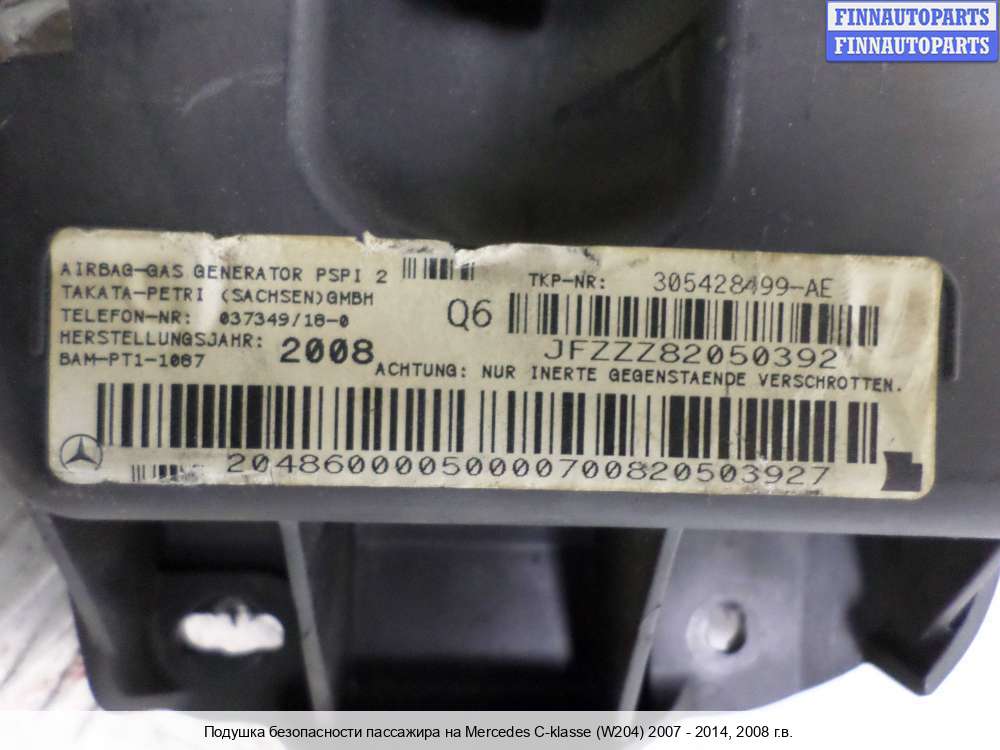 FINNAUTOPARTS
FINNAUTOPARTS
AIRBAG-GAS GENERATOR PSPI 2
TAKATA-PETRI (SACHSEN)GMBH
TELEFON-NR: 037349/18-0
HERSTELLUNGSJAHR: 2008
BAM-PT1-1087
TKP-NR: 305428499-AE
Q6
JFZZZ82050392
ACHTUNG: NUR INERTE GEGENSTAENDE VERSCHROTTEN.
20486000050000700820503927
Подушка безопасности пассажира на Mercedes C-klasse (W204) 2007 - 2014, 2008 г.в.